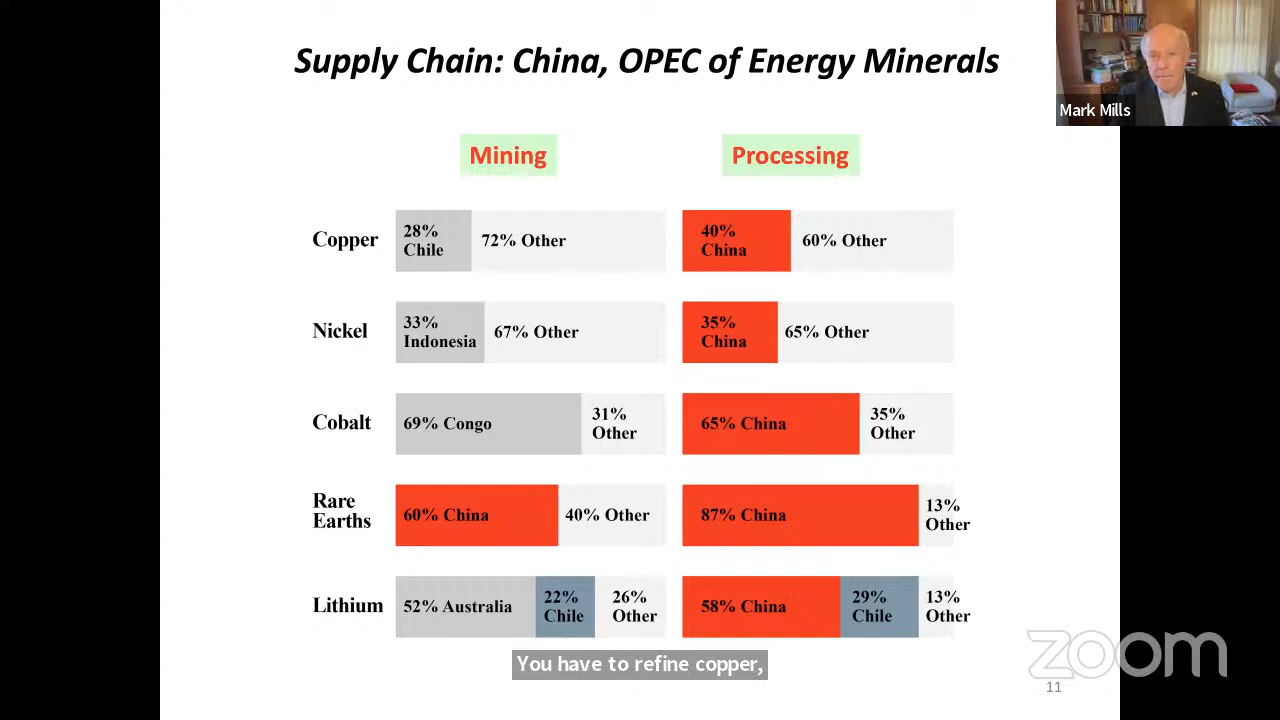 Supply Chain: China, OPEC of Energy Minerals
Mark Mills
Mining
Processing
Copper
28%
Chile
72% Other
40%
China
60% Other
Nickel
33%
Indonesia
67% Other
35%
China
65% Other
Cobalt
69% Congo
31%
Other
65% China
35%
Other
Rare
Earths
60% China
40% Other
87% China
13%
Other
Lithium
52% Australia
22%
Chile
26%
Other
58% China
29%
Chile
13%
Other
You have to refine copper,
zoom
11